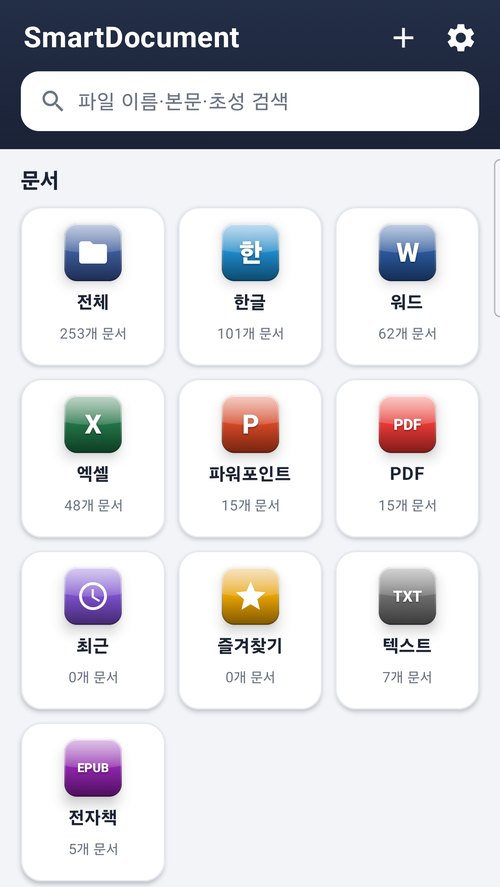 SmartDocument
파일 이름·본문·초성 검색
문서
전체
253개 문서
한
한글
101개 문서
W
워드
62개 문서
X
엑셀
48개 문서
P
파워포인트
15개 문서
PDF
PDF
15개 문서
최근
0개 문서
즐겨찾기
0개 문서
TXT
텍스트
7개 문서
EPUB
전자책
5개 문서